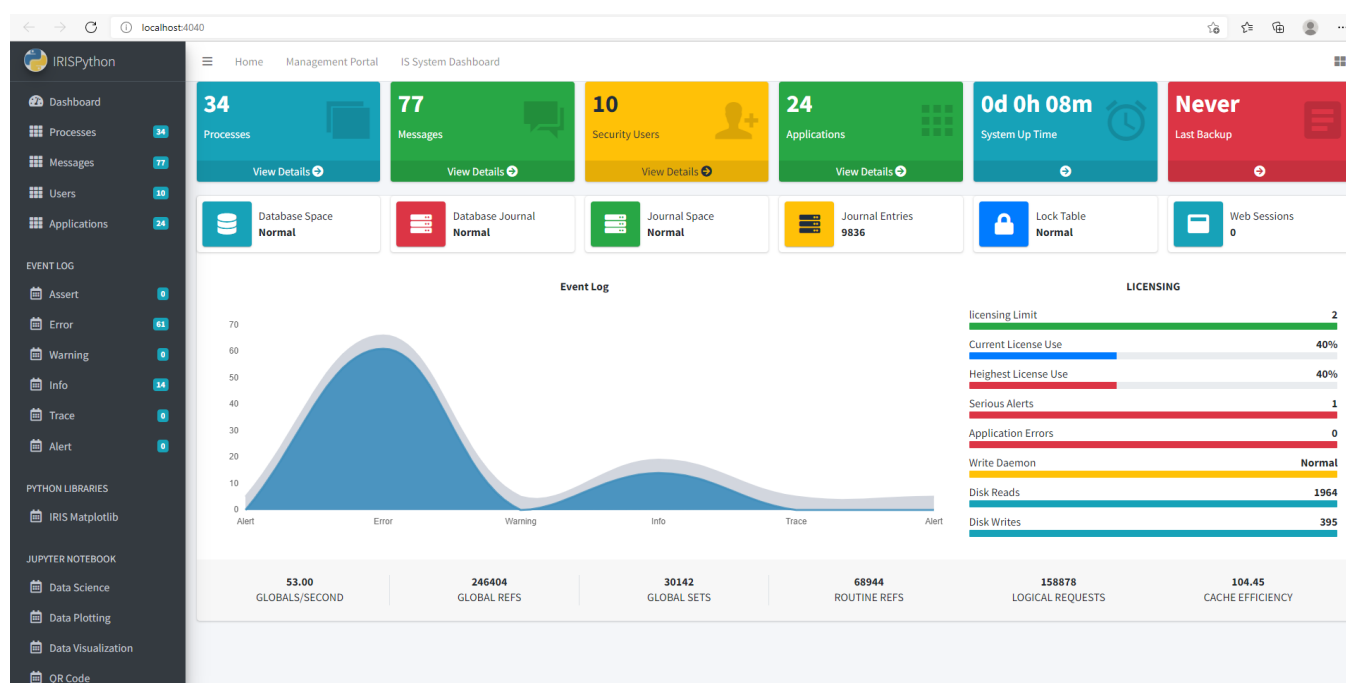 localhost:4040
IRISPython
Home Management Portal IS System Dashboard
Dashboard
Processes 34
Messages 77
Users 10
Applications 24
EVENT LOG
Assert 0
Error 61
Warning 0
Info 14
Trace 0
Alert 0
PYTHON LIBRARIES
IRIS Matplotlib
JUPYTER NOTEBOOK
Data Science
Data Plotting
Data Visualization
QR Code
34
Processes
View Details
77
Messages
View Details
10
Security Users
View Details
24
Applications
View Details
0d 0h 08m
System Up Time
Never
Last Backup
Database Space
Normal
Database Journal
Normal
Journal Space
Normal
Journal Entries
9836
Lock Table
Normal
Web Sessions
0
Event Log
70
60
50
40
30
20
10
0
Alert Error Warning Info Trace Alert
LICENSING
licensing Limit 2
Current License Use 40%
Heighest License Use 40%
Serious Alerts 1
Application Errors 0
Write Daemon Normal
Disk Reads 1964
Disk Writes 395
53.00
GLOBALS/SECOND
246404
GLOBAL REFS
30142
GLOBAL SETS
68944
ROUTINE REFS
158878
LOGICAL REQUESTS
104.45
CACHE EFFICIENCY